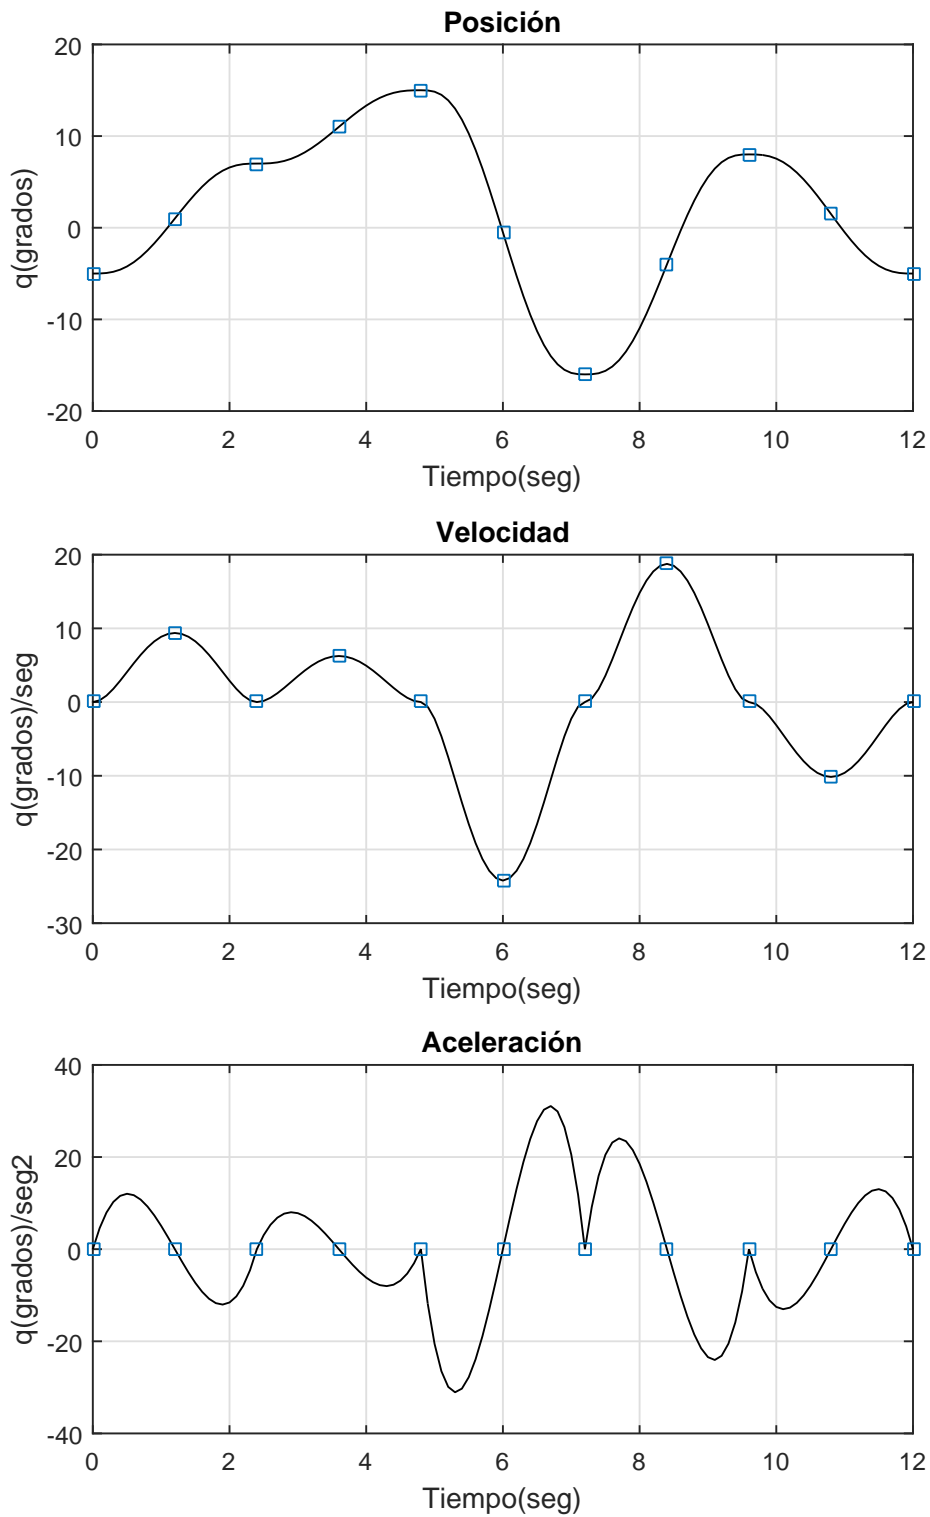 Posición
20
10
0
-10
-20
q(grados)
0 2 4 6 8 10 12
Tiempo(seg)
Velocidad
20
10
0
-10
-20
-30
q(grados)/seg
0 2 4 6 8 10 12
Tiempo(seg)
Aceleración
40
20
0
-20
-40
q(grados)/seg2
0 2 4 6 8 10 12
Tiempo(seg)